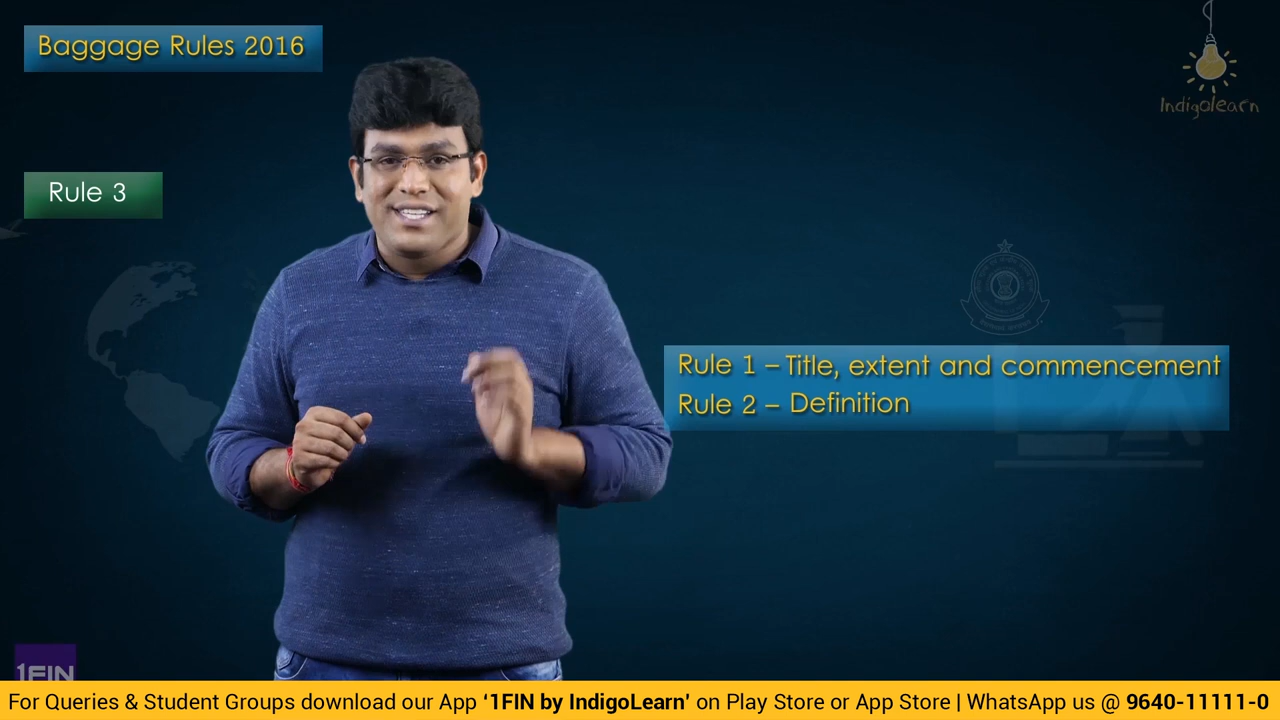 Baggage Rules 2016
Indigolearn
Rule 3
Rule 1 – Title, extent and commencement
Rule 2 – Definition
1FIN
For Queries & Student Groups download our App ‘1FIN by IndigoLearn’ on Play Store or App Store | WhatsApp us @ 9640-11111-0